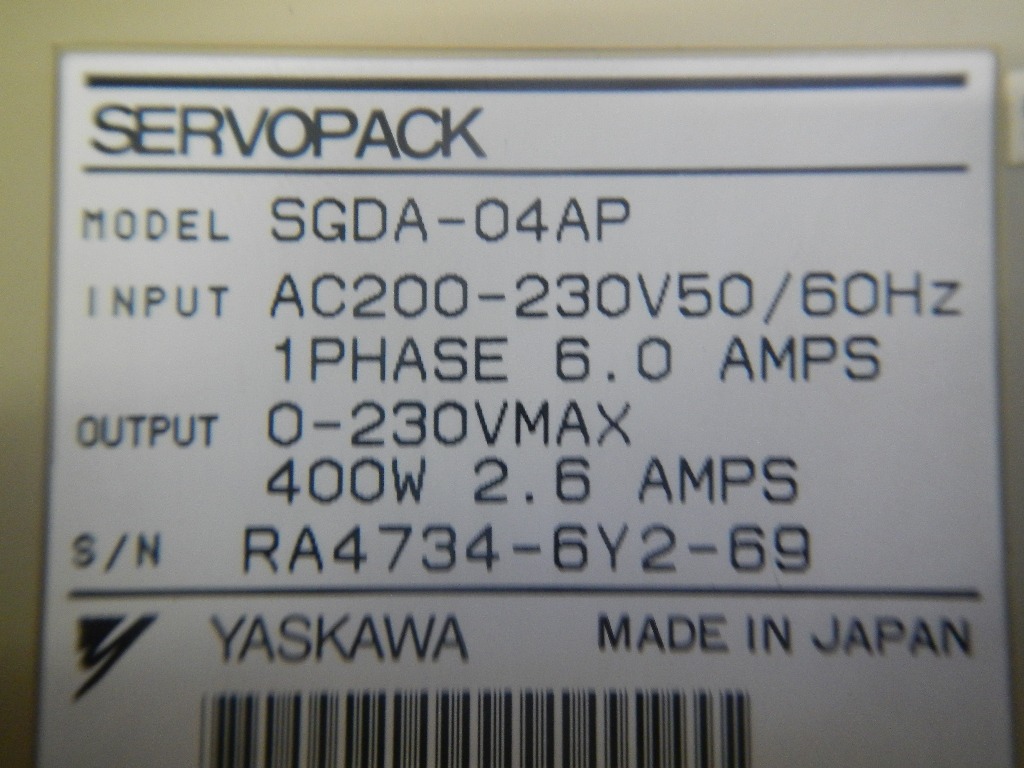 SERVOPACK
MODEL SGDA-04AP
INPUT AC200-230V50/60Hz
1PHASE 6.0 AMPS
OUTPUT 0-230VMAX
400W 2.6 AMPS
S/N RA4734-6Y2-69
YASKAWA MADE IN JAPAN